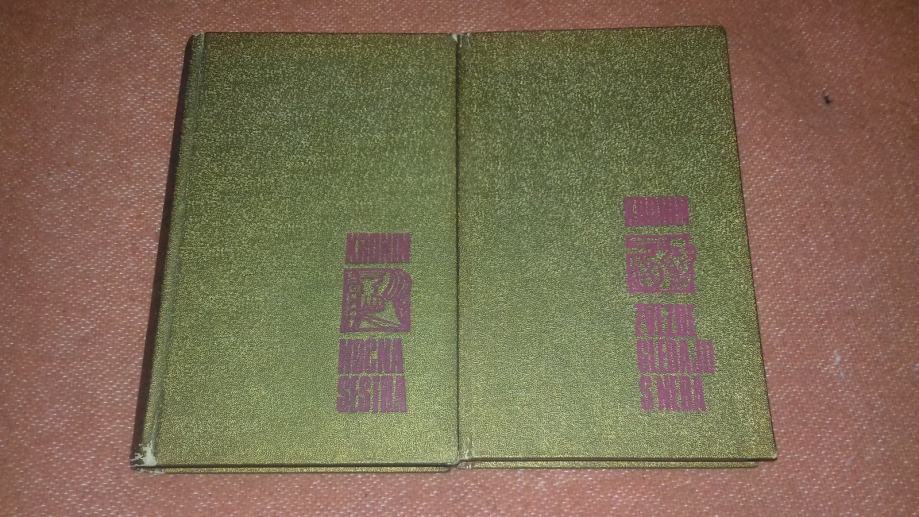 KRONIN
NOĆNA
SESTRA
KRONIN
ZVEZDE
GLEDAJU
S NEBA